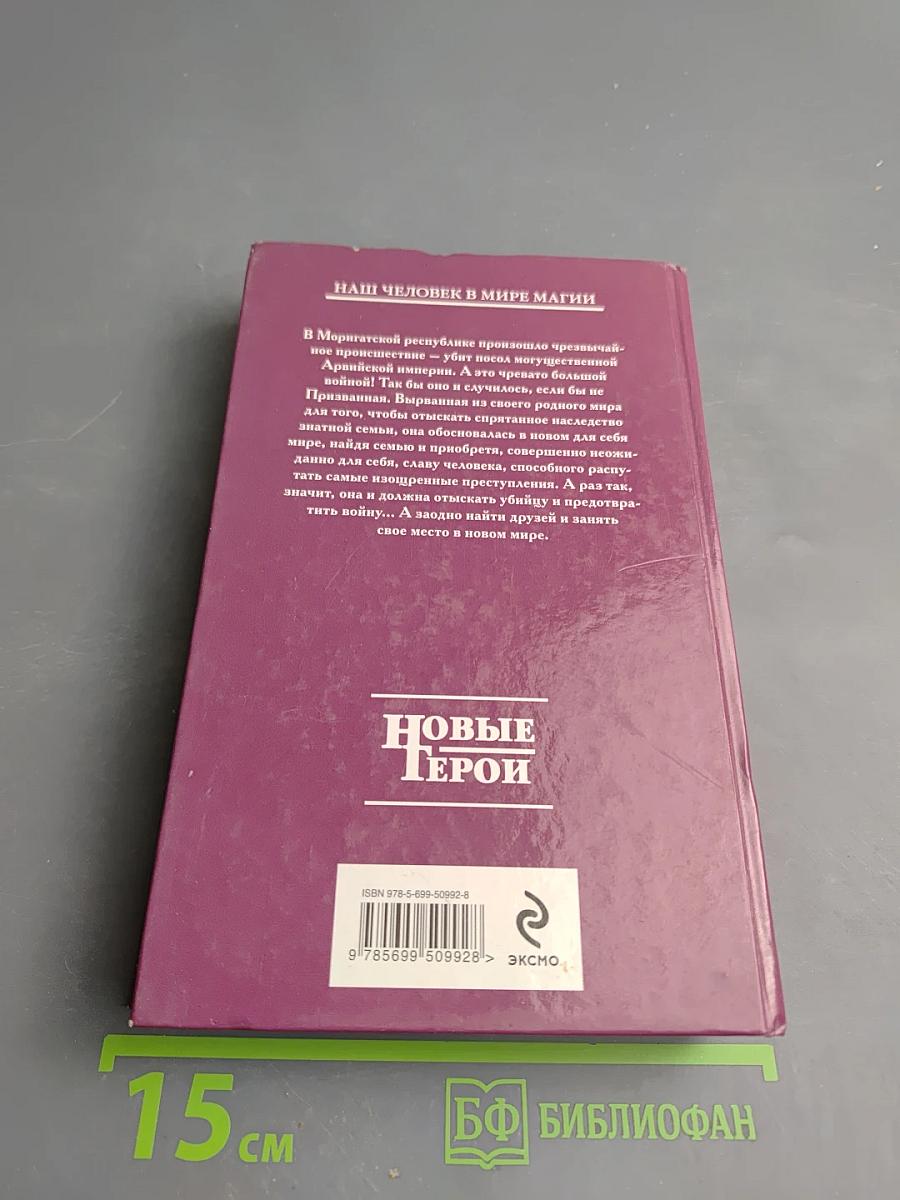 НАШ ЧЕЛОВЕК В МИРЕ МАГИИ
В Моригатской республике произошло чрезвычай-
ное происшествие — убит посол могущественной
Арвийской империи. А это чревато большой
войной! Так бы оно и случилось, если бы не
Призванная. Вырванная из своего родного мира
для того, чтобы отыскать спрятанное наследство
знатной семьи, она обосновалась в новом для себя
мире, найдя семью и приобретя, совершенно неожи-
данно для себя, славу человека, способного распу-
тать самые изощренные преступления. А раз так,
значит, она и должна отыскать убийцу и предотвра-
тить войну... А заодно найти друзей и занять
свое место в новом мире.
НОВЫЕ
ГЕРОИ
ISBN 978-5-699-50992-8
9 785699 509928 >
ЭКСМО
15 см
БФ БИБЛИОФАН